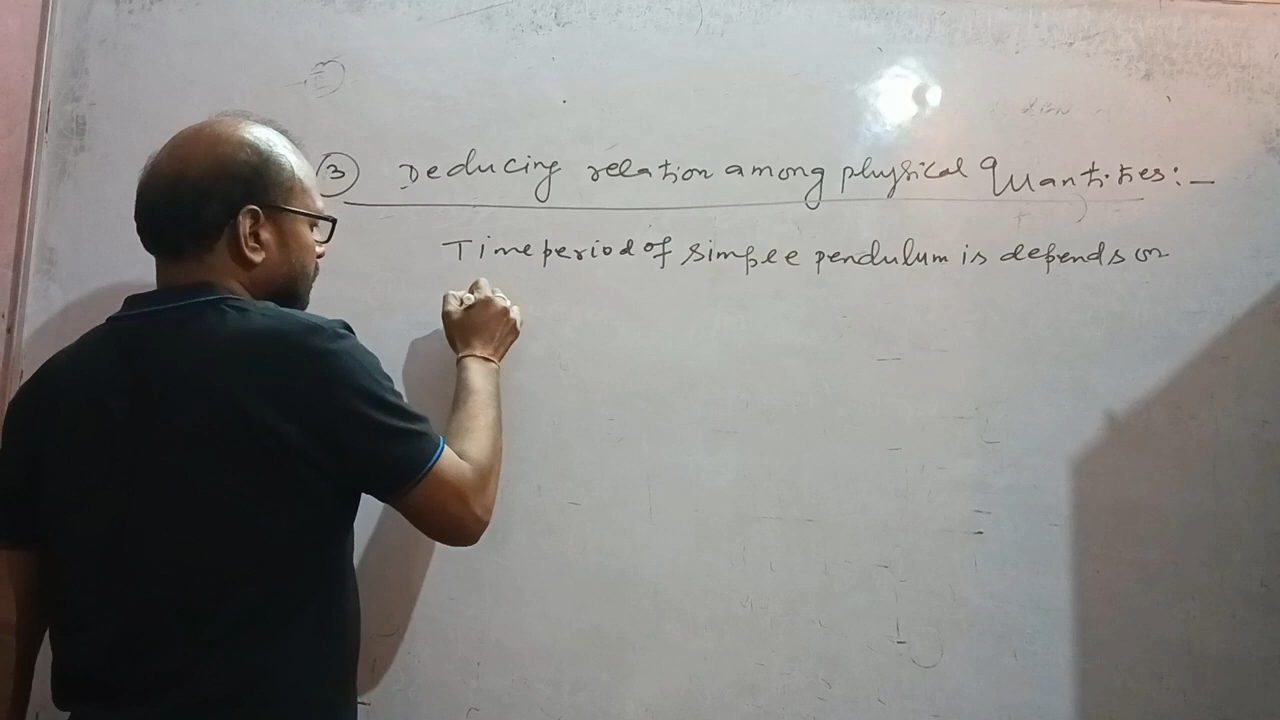 3 Deducing relation among physical Quantities:-
Time period of simple pendulum is depends on